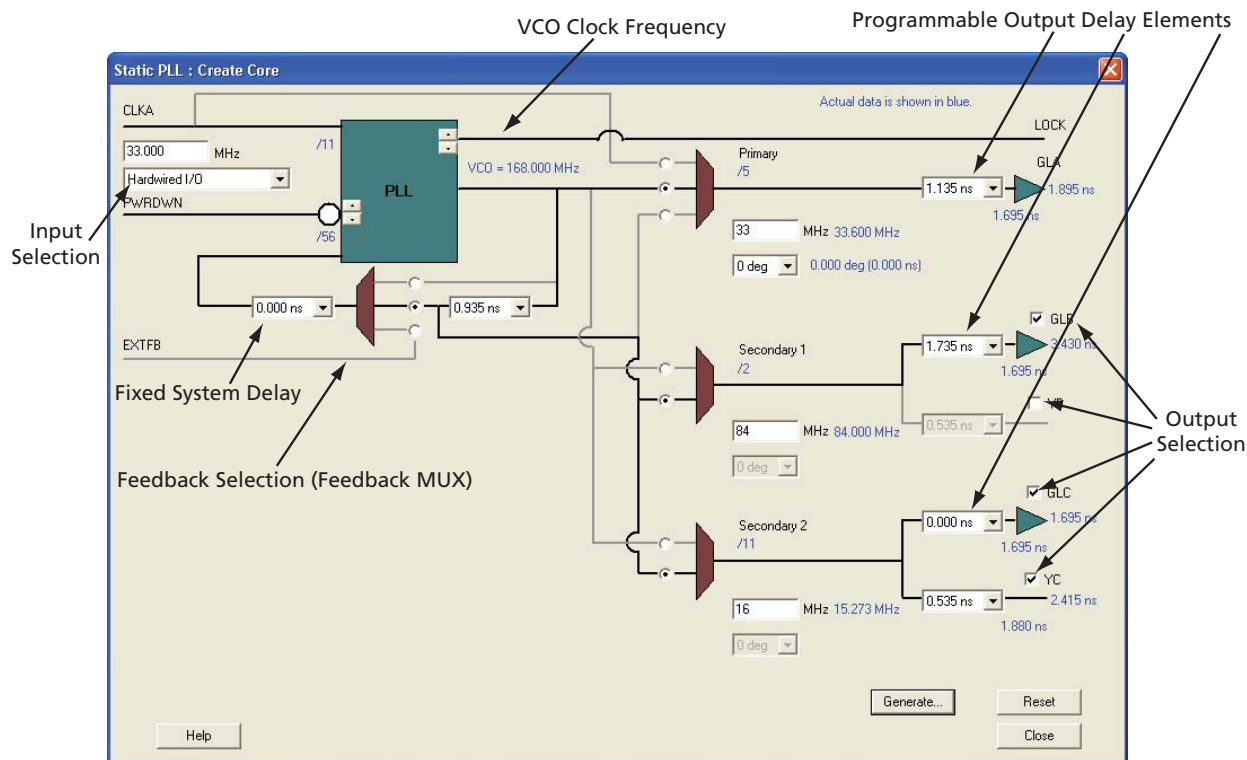 VCO Clock Frequency
Programmable Output Delay Elements
Static PLL : Create Core
Actual data is shown in blue.
CLKA
LOCK
/11
33.000 MHz
Hardwired I/O
VCO = 168.000 MHz
PLL
PWRDWN
/56
Input
Selection
Primary
/5
GLA
1.135 ns
1.895 ns
1.695 ns
33 MHz 33.600 MHz
0 deg 0.000 deg (0.000 ns)
0.000 ns
0.935 ns
EXTFB
Fixed System Delay
Feedback Selection (Feedback MUX)
Secondary 1
/2
GLB
1.735 ns
3.430 ns
1.695 ns
YB
0.535 ns
84 MHz 84.000 MHz
0 deg
Output
Selection
Secondary 2
/11
GLC
0.000 ns
1.695 ns
1.695 ns
YC
0.535 ns
2.415 ns
1.880 ns
16 MHz 15.273 MHz
0 deg
Generate...
Reset
Help
Close